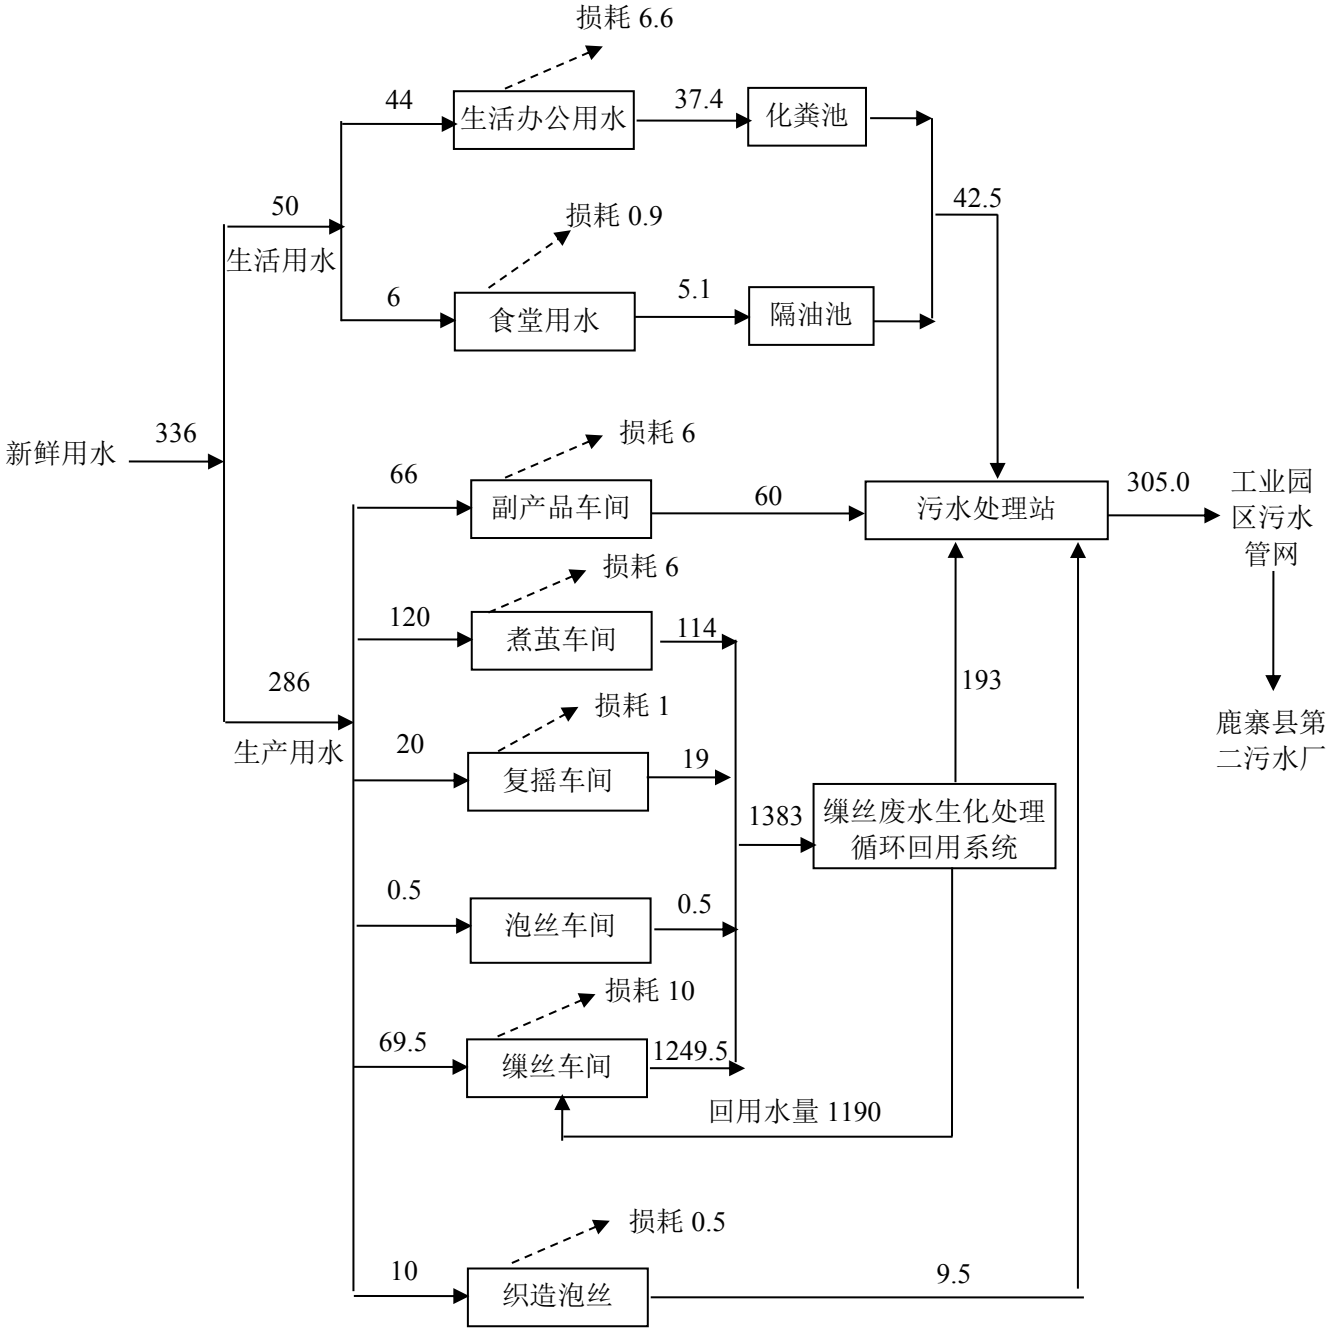 损耗 6.6
44
生活办公用水
37.4
化粪池
50
生活用水
42.5
损耗 0.9
6
食堂用水
5.1
隔油池
新鲜用水
336
损耗 6
66
副产品车间
60
污水处理站
305.0
工业园
区污水
管网
损耗 6
120
煮茧车间
114
193
286
生产用水
损耗 1
20
复摇车间
19
鹿寨县第
二污水厂
1383
缫丝废水生化处理
循环回用系统
0.5
泡丝车间
0.5
损耗 10
69.5
缫丝车间
1249.5
回用水量 1190
损耗 0.5
10
织造泡丝
9.5